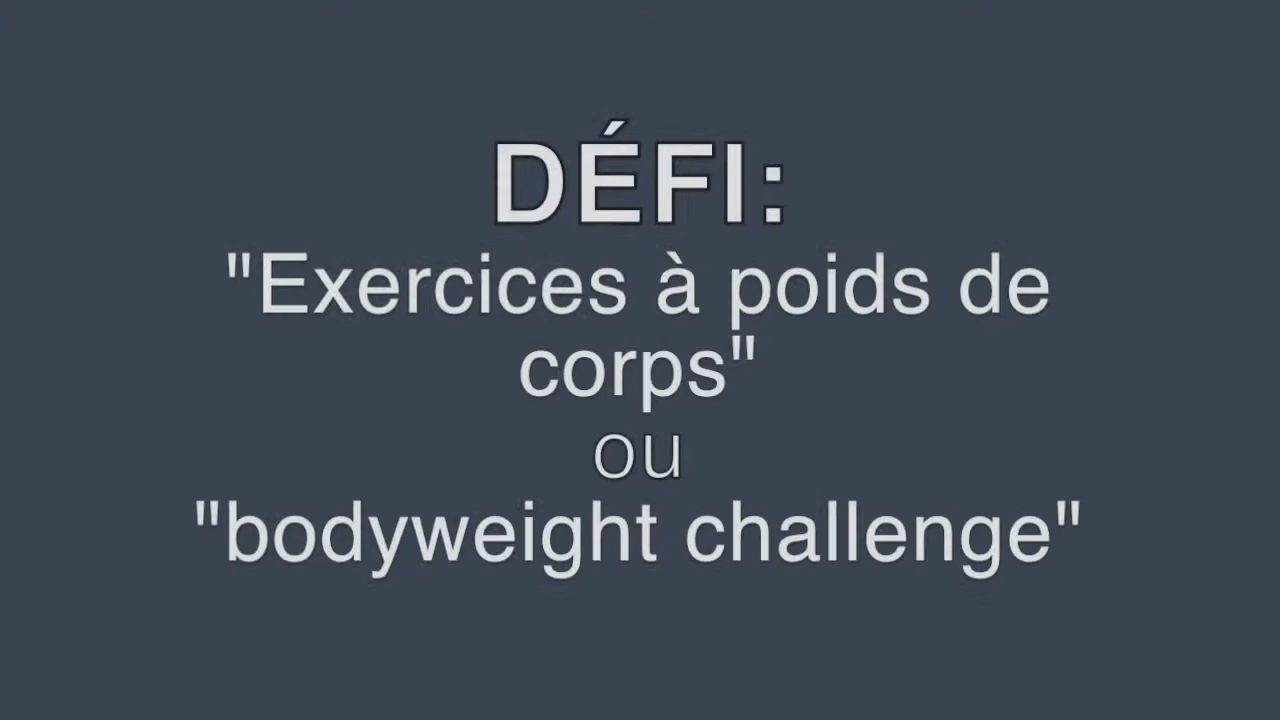 DÉFI:
"Exercices à poids de
corps"
ou
"bodyweight challenge"